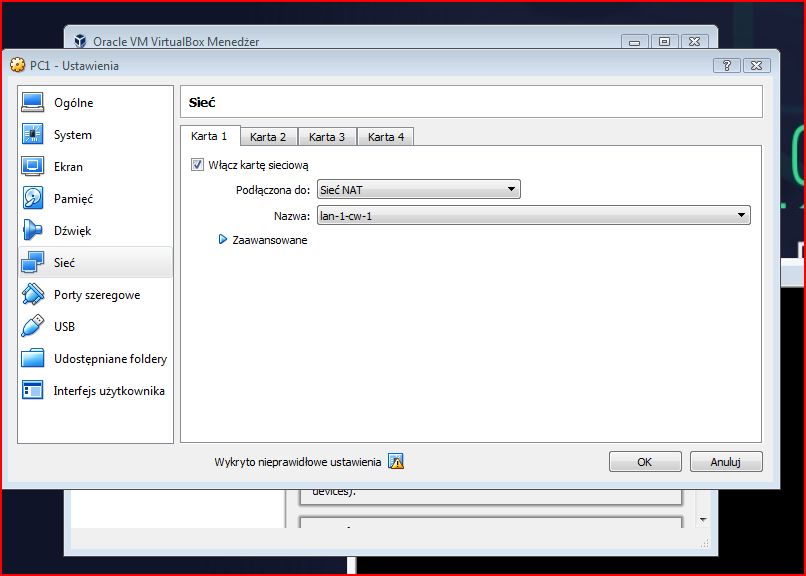 Oracle VM VirtualBox Menedżer
PC1 - Ustawienia
Ogólne
System
Ekran
Pamięć
Dźwięk
Sieć
Porty szeregowe
USB
Udostępniane foldery
Interfejs użytkownika
Sieć
Karta 1
Karta 2
Karta 3
Karta 4
Włącz kartę sieciową
Podłączona do:
Sieć NAT
Nazwa:
lan-1-cw-1
Zaawansowane
Wykryto nieprawidłowe ustawienia
OK
Anuluj
devices).